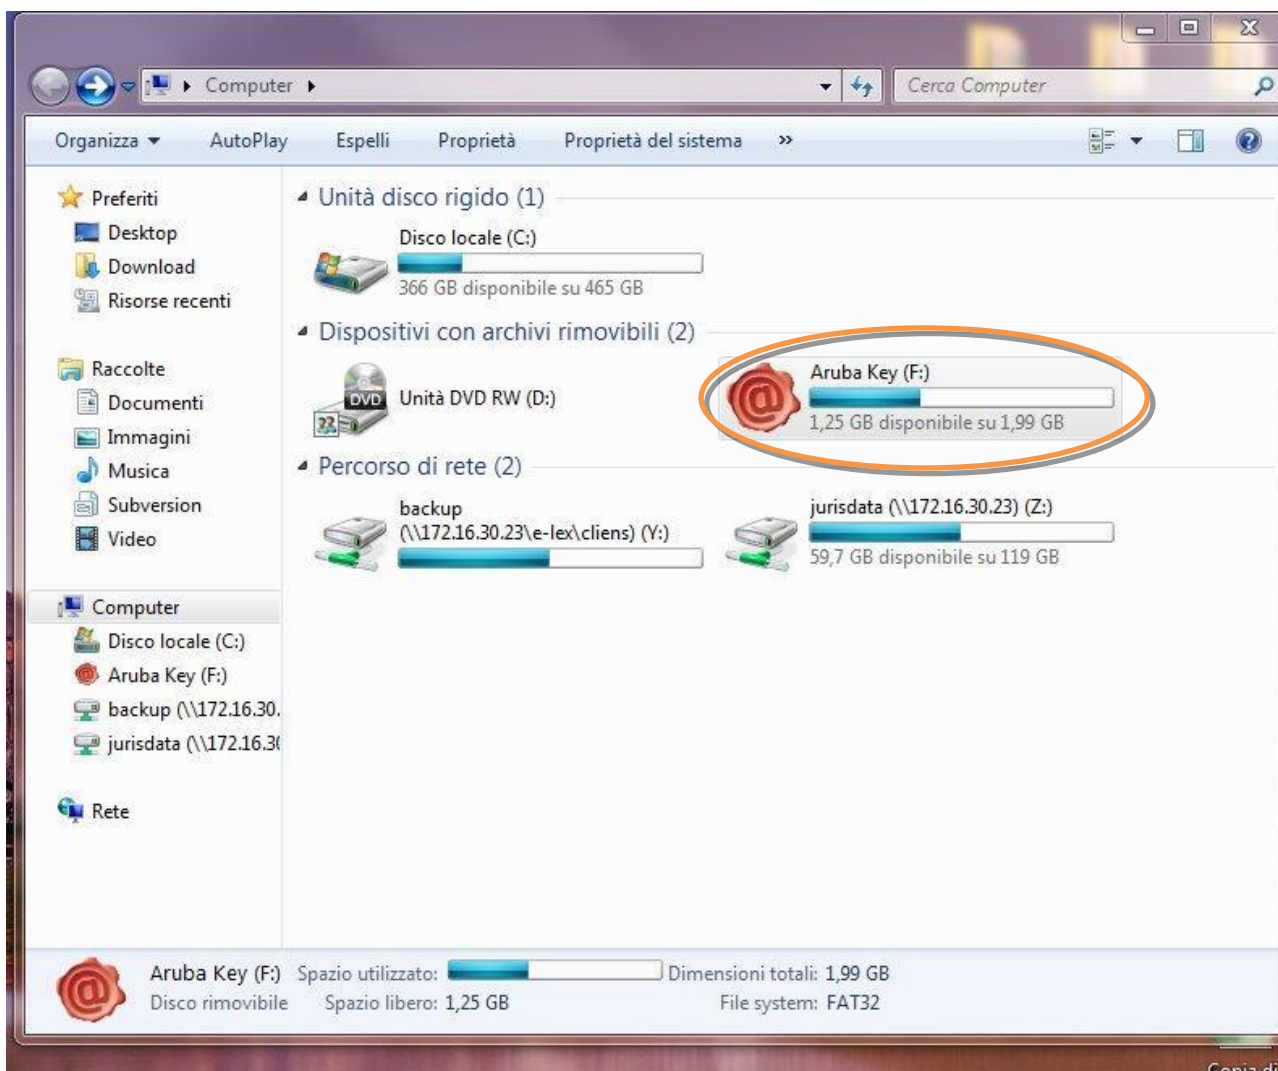 Computer
Cerca Computer
Organizza AutoPlay Espelli Proprietà Proprietà del sistema »
Preferiti
Desktop
Download
Risorse recenti
Raccolte
Documenti
Immagini
Musica
Subversion
Video
Computer
Disco locale (C:)
Aruba Key (F:)
backup (\\172.16.30.
jurisdata (\\172.16.30
Rete
Unità disco rigido (1)
Disco locale (C:)
366 GB disponibile su 465 GB
Dispositivi con archivi rimovibili (2)
DVD
Unità DVD RW (D:)
Aruba Key (F:)
1,25 GB disponibile su 1,99 GB
Percorso di rete (2)
backup
(\\172.16.30.23\e-lex\cliens) (Y:)
jurisdata (\\172.16.30.23) (Z:)
59,7 GB disponibile su 119 GB
Aruba Key (F:) Spazio utilizzato: Dimensioni totali: 1,99 GB
Disco rimovibile Spazio libero: 1,25 GB File system: FAT32